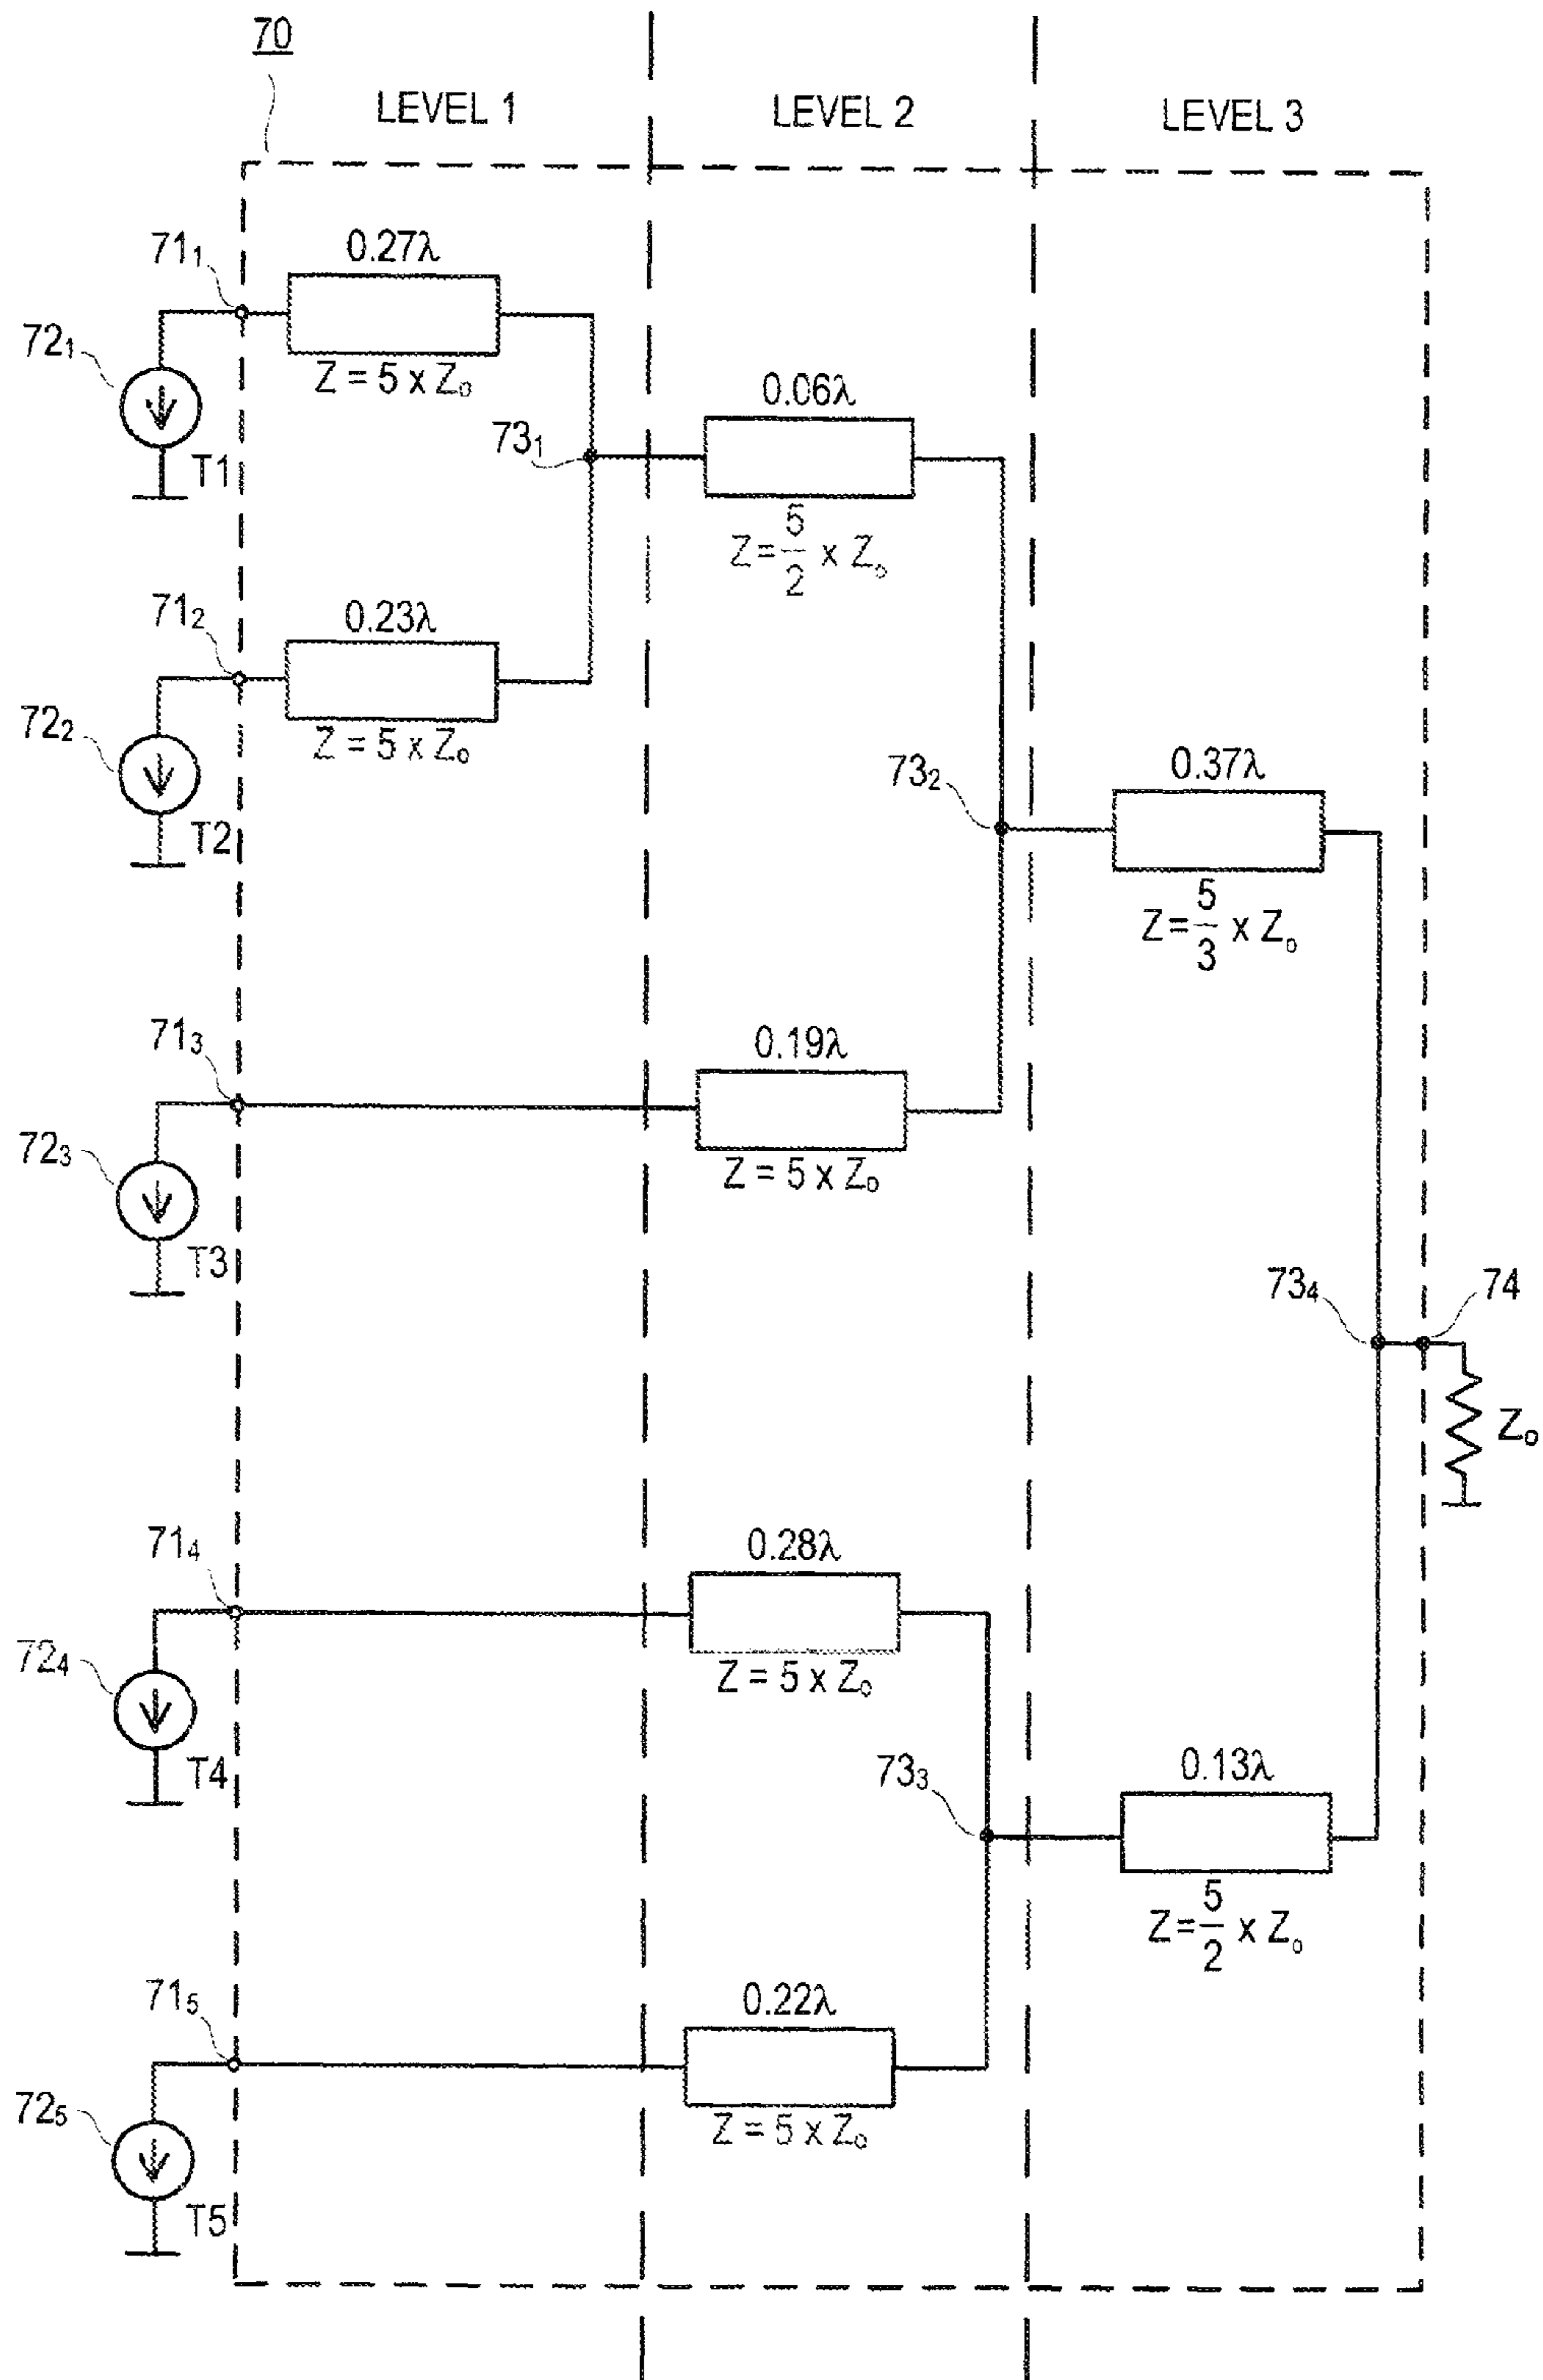 70
LEVEL 1
LEVEL 2
LEVEL 3
71₁
0.27λ
Z = 5 x Z₀
72₁
T1
73₁
0.06λ
Z = 5/2 x Z₀
71₂
0.23λ
Z = 5 x Z₀
72₂
T2
73₂
0.37λ
Z = 5/3 x Z₀
71₃
0.19λ
Z = 5 x Z₀
72₃
T3
73₄
74
Z₀
71₄
0.28λ
Z = 5 x Z₀
72₄
T4
73₃
0.13λ
Z = 5/2 x Z₀
71₅
0.22λ
Z = 5 x Z₀
72₅
T5